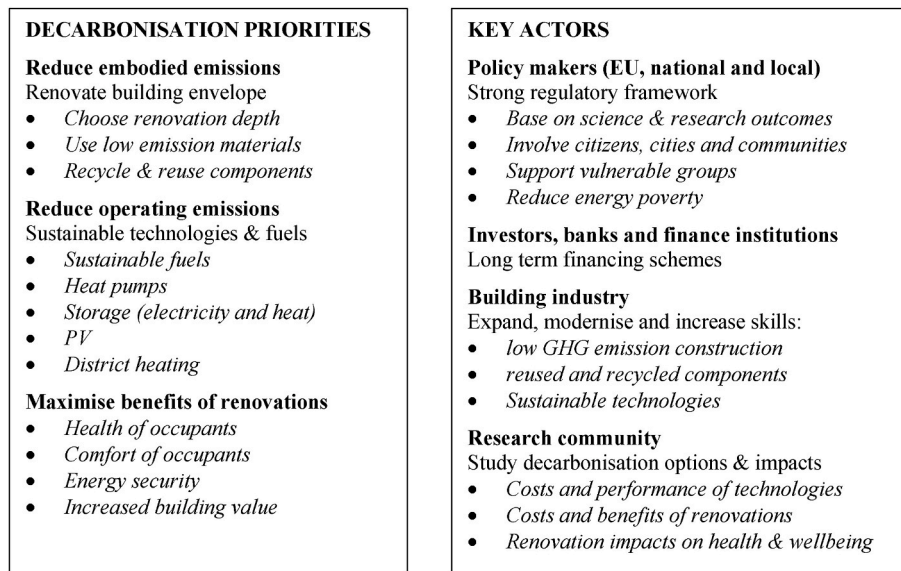 DECARBONISATION PRIORITIES
Reduce embodied emissions
Renovate building envelope
• Choose renovation depth
• Use low emission materials
• Recycle & reuse components
Reduce operating emissions
Sustainable technologies & fuels
• Sustainable fuels
• Heat pumps
• Storage (electricity and heat)
• PV
• District heating
Maximise benefits of renovations
• Health of occupants
• Comfort of occupants
• Energy security
• Increased building value
KEY ACTORS
Policy makers (EU, national and local)
Strong regulatory framework
• Base on science & research outcomes
• Involve citizens, cities and communities
• Support vulnerable groups
• Reduce energy poverty
Investors, banks and finance institutions
Long term financing schemes
Building industry
Expand, modernise and increase skills:
• low GHG emission construction
• reused and recycled components
• Sustainable technologies
Research community
Study decarbonisation options & impacts
• Costs and performance of technologies
• Costs and benefits of renovations
• Renovation impacts on health & wellbeing